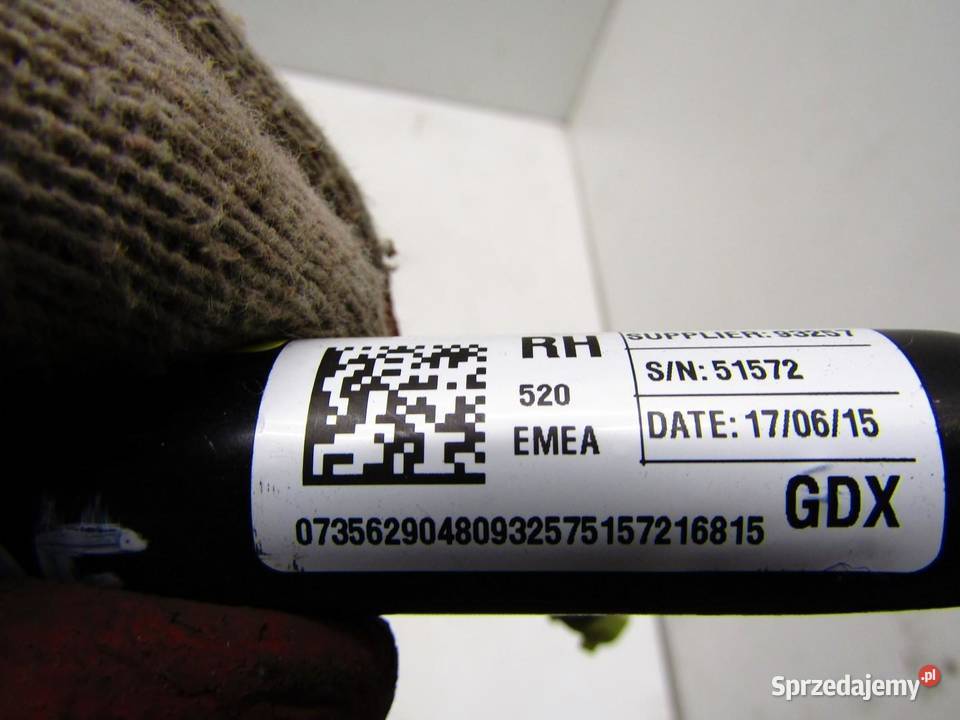 RH
520
EMEA
SUPPLIER: 93257
S/N: 51572
DATE: 17/06/15
GDX
07356290480932575157216815
Sprzedajemy.pl